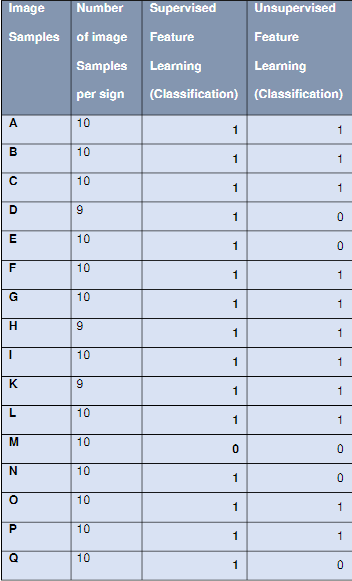 Image Samples | Number of image Samples per sign | Supervised Feature Learning (Classification) | Unsupervised Feature Learning (Classification)
A 10 1 1
B 10 1 1
C 10 1 1
D 9 1 0
E 10 1 0
F 10 1 1
G 10 1 1
H 9 1 1
I 10 1 1
K 9 1 1
L 10 1 1
M 10 0 0
N 10 1 0
O 10 1 1
P 10 1 1
Q 10 1 0